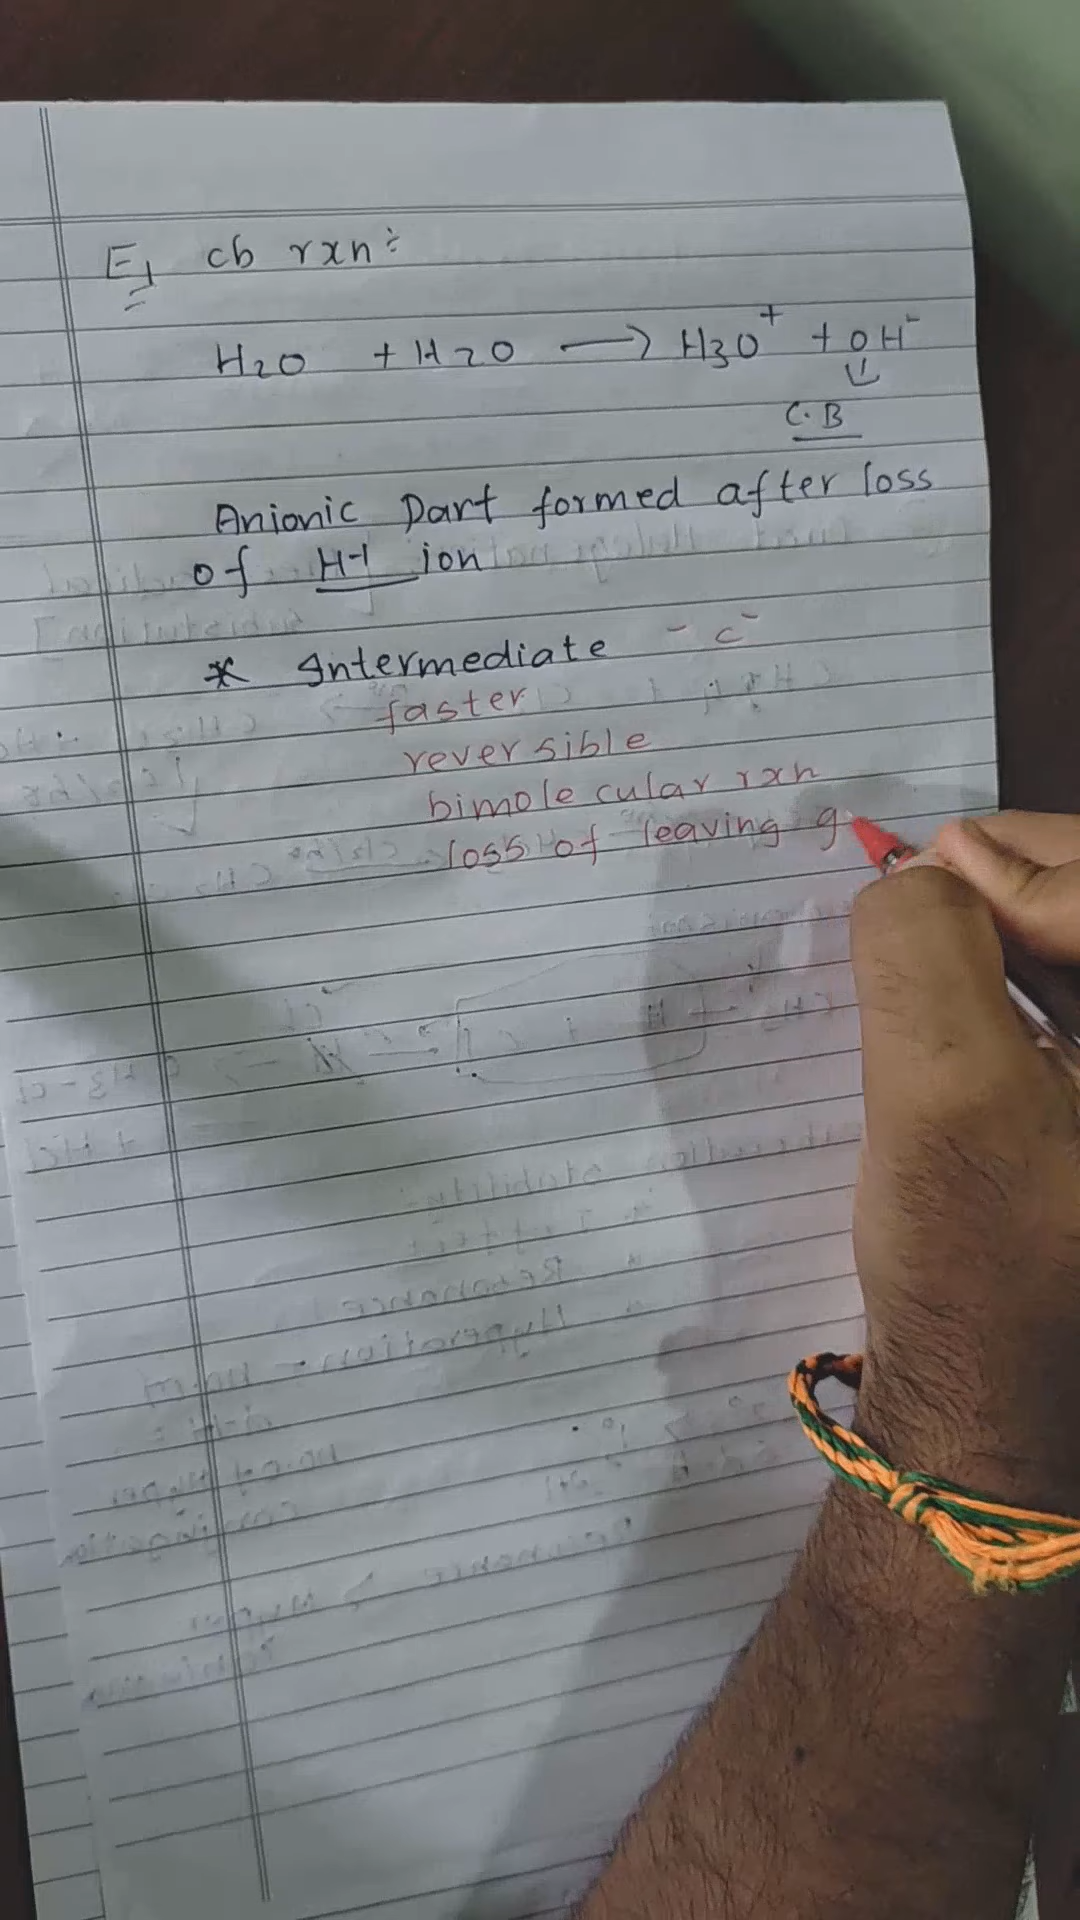 E1 cb rxn ÷
H2O + H2O → H3O+ + OH-
↓
C.B
Anionic Part formed after loss
of H+ ion
* Intermediate - c-
faster
reversible
bimolecular rxn
loss of leaving g